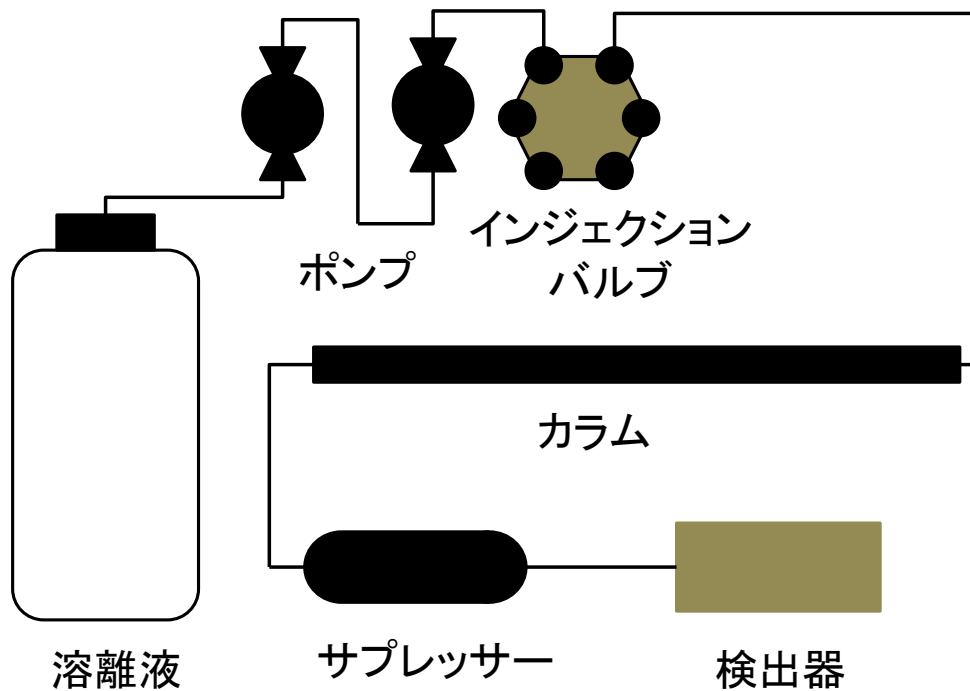 インジェクション
バルブ
ポンプ
カラム
溶離液
サプレッサー
検出器